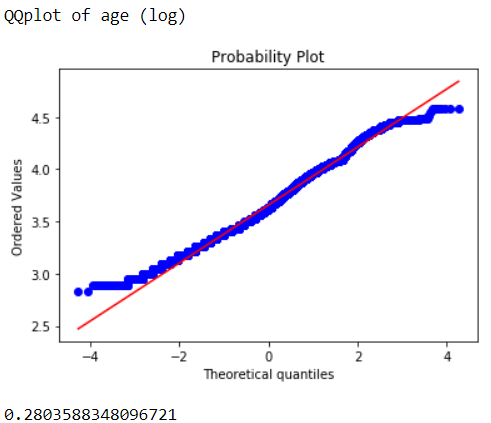 QQplot of age (log)
Probability Plot
4.5
4.0
3.5
3.0
2.5
Ordered Values
−4 −2 0 2 4
Theoretical quantiles
0.2803588348096721